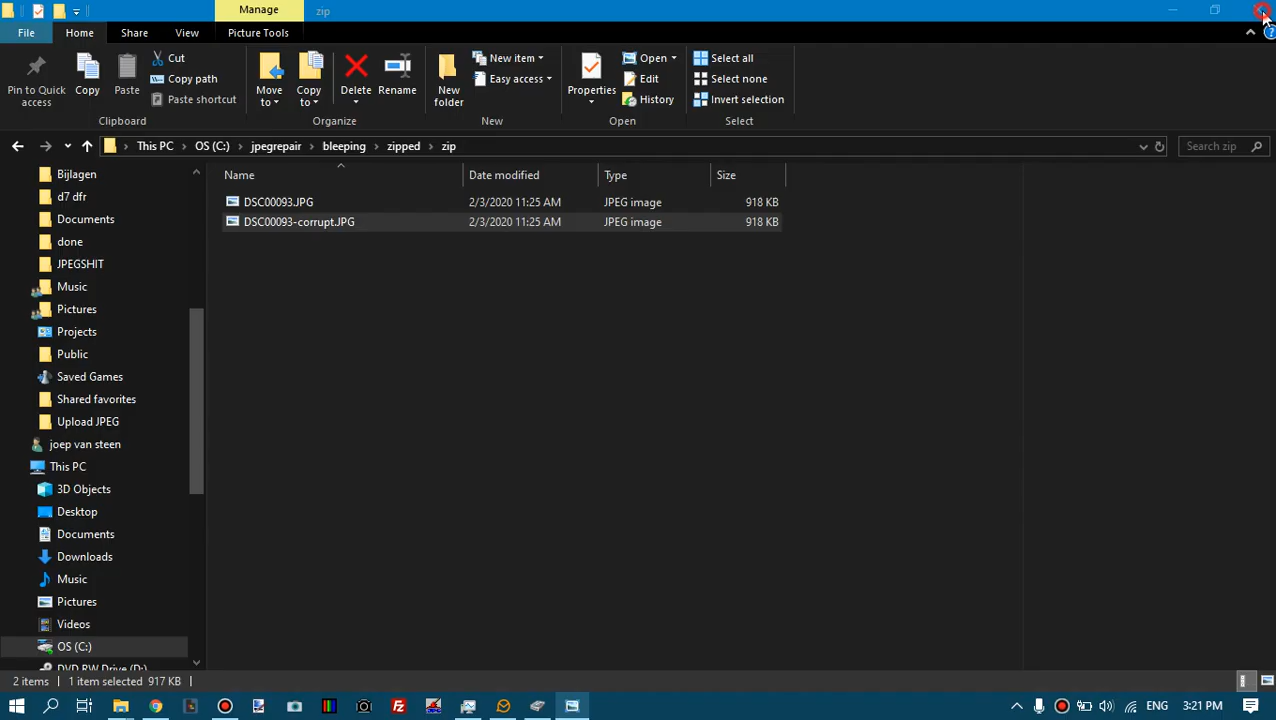 Manage zip
File Home Share View Picture Tools
Pin to Quick access
Copy
Paste
Cut
Copy path
Paste shortcut
Clipboard
Move to
Copy to
Delete
Rename
Organize
New folder
New item
Easy access
New
Properties
Open
Edit
History
Open
Select all
Select none
Invert selection
Select
This PC OS (C:) jpegrepair bleeping zipped zip Search zip
Name Date modified Type Size
DSC00093.JPG 2/3/2020 11:25 AM JPEG image 918 KB
DSC00093-corrupt.JPG 2/3/2020 11:25 AM JPEG image 918 KB
Bijlagen
d7 dfr
Documents
done
JPEGSHIT
Music
Pictures
Projects
Public
Saved Games
Shared favorites
Upload JPEG
joep van steen
This PC
3D Objects
Desktop
Documents
Downloads
Music
Pictures
Videos
OS (C:)
DVD RW Drive (D:)
2 items 1 item selected 917 KB
ENG 3:21 PM